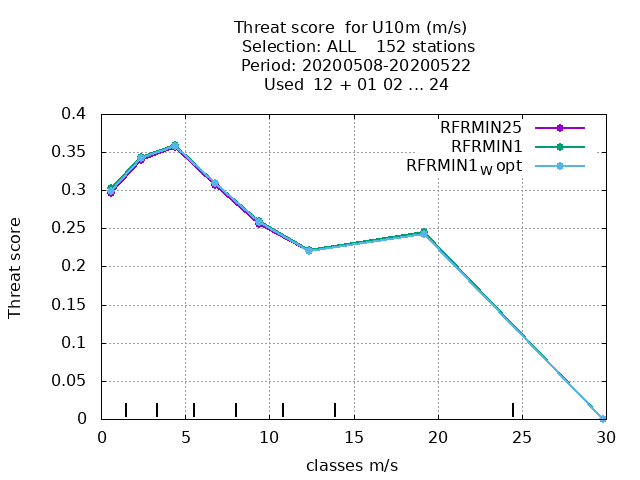 Threat score  for U10m (m/s)
Selection: ALL    152 stations
Period: 20200508-20200522
Used  12 + 01 02 ... 24
0.4
0.35
0.3
0.25
0.2
0.15
0.1
0.05
0
Threat score
RFRMIN25
RFRMIN1
RFRMIN1W opt
0 5 10 15 20 25 30
classes m/s